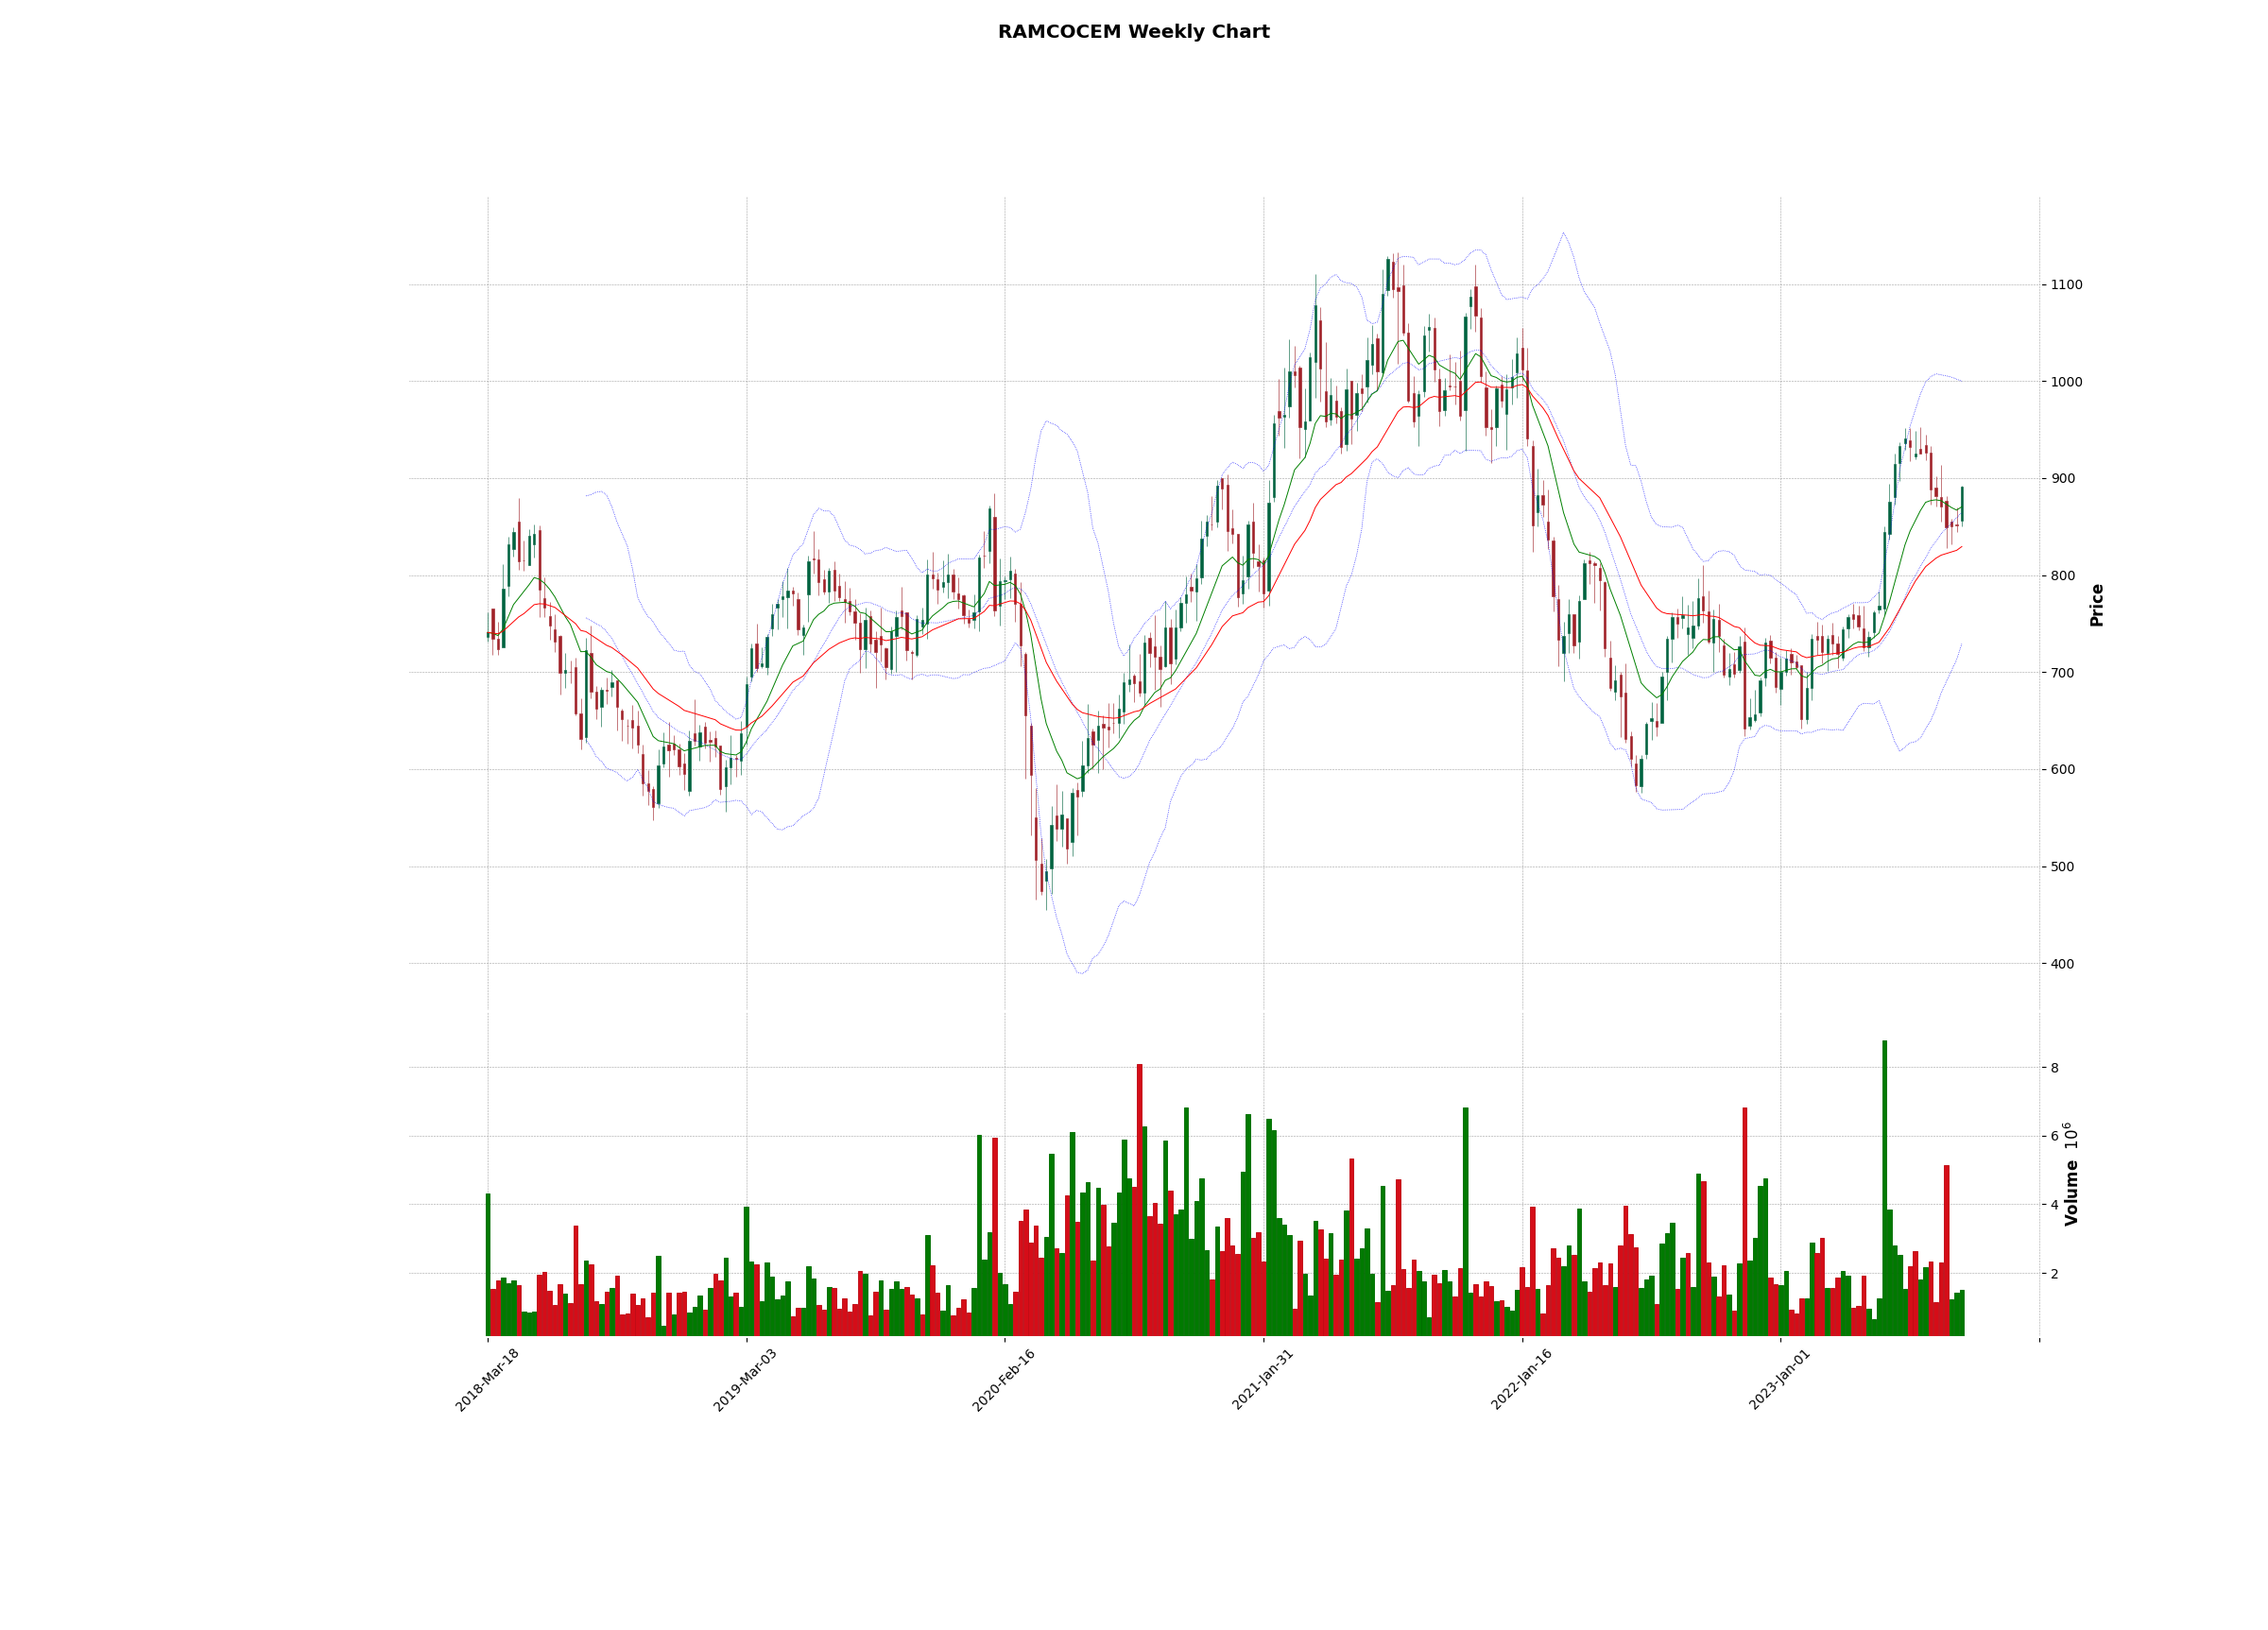 RAMCOCEM Weekly Chart
1100
1000
900
800
700
600
500
400
Price
8
6
4
2
Volume 10^6
2018-Mar-18
2019-Mar-03
2020-Feb-16
2021-Jan-31
2022-Jan-16
2023-Jan-01